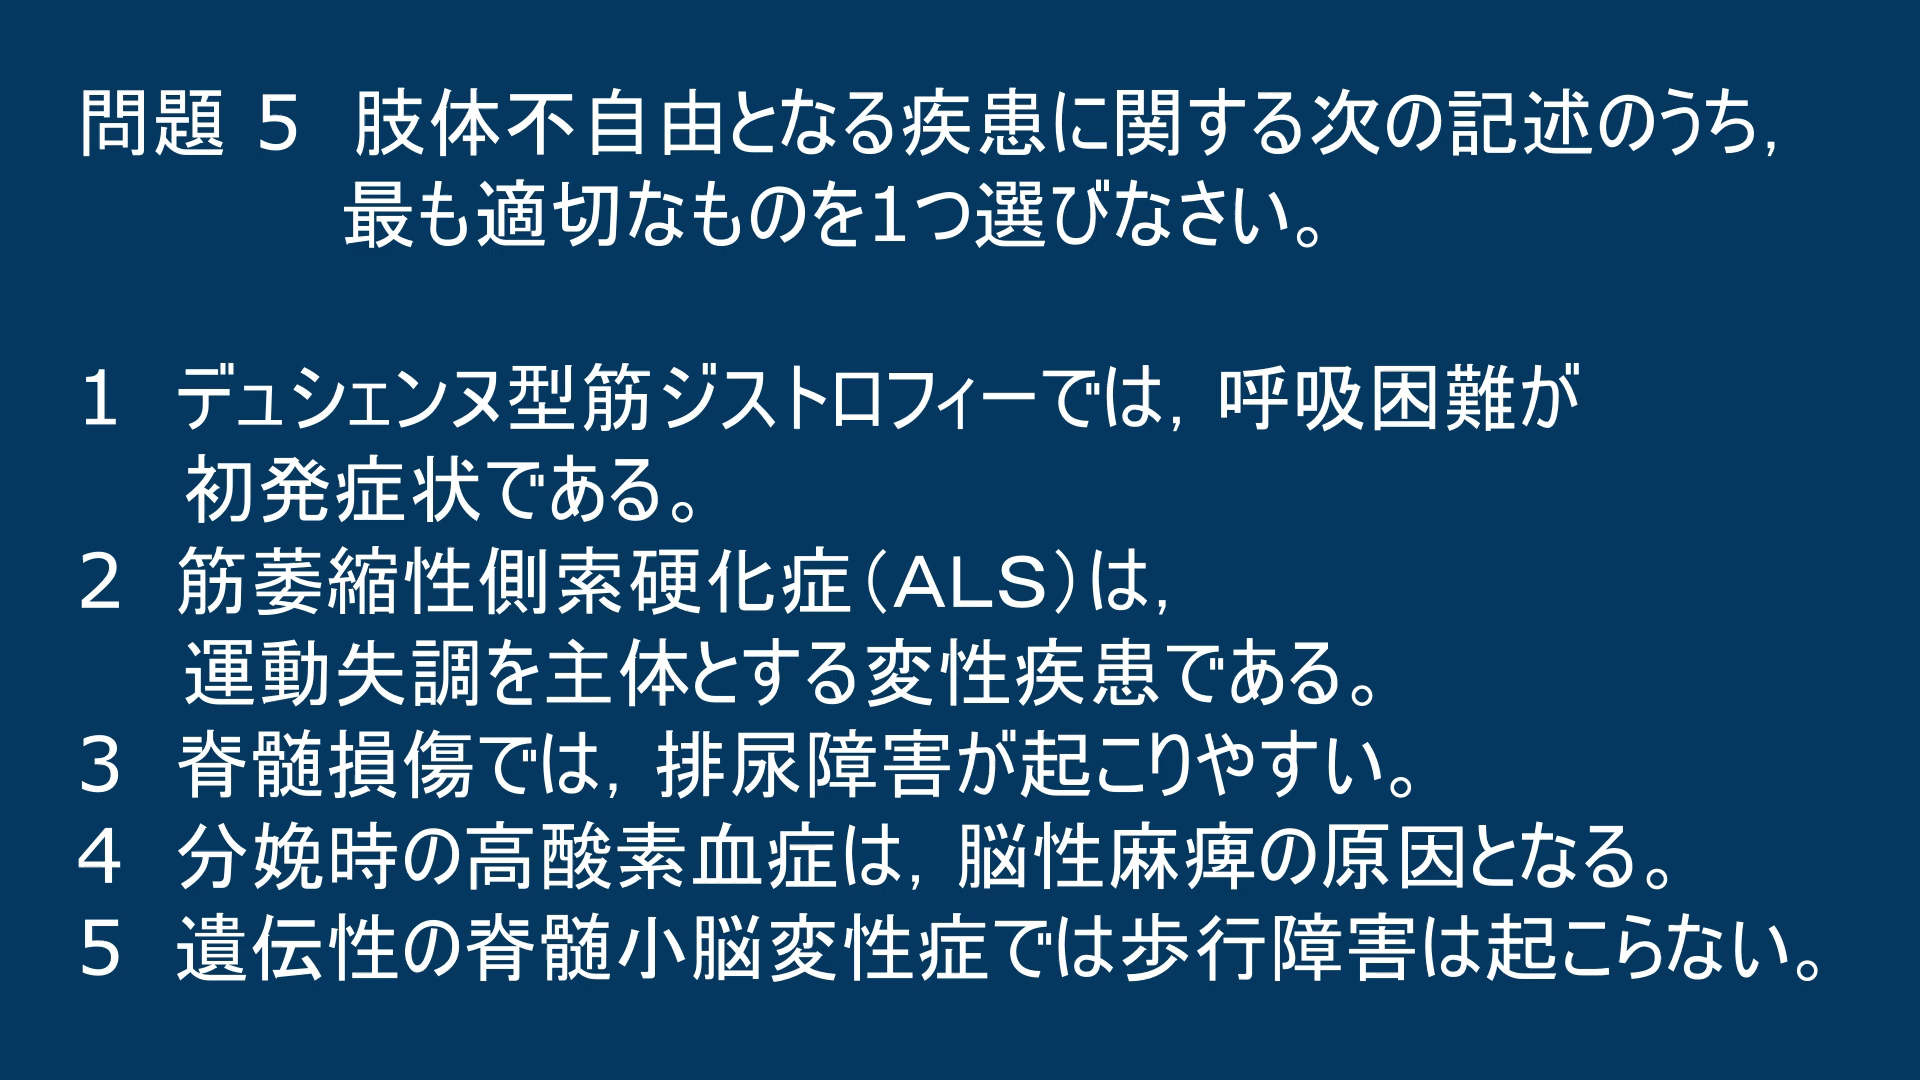 問題 5　肢体不自由となる疾患に関する次の記述のうち,
最も適切なものを1つ選びなさい。
1　デュシェンヌ型筋ジストロフィーでは, 呼吸困難が
初発症状である。
2　筋萎縮性側索硬化症(ALS)は,
運動失調を主体とする変性疾患である。
3　脊髄損傷では, 排尿障害が起こりやすい。
4　分娩時の高酸素血症は, 脳性麻痺の原因となる。
5　遺伝性の脊髄小脳変性症では歩行障害は起こらない。